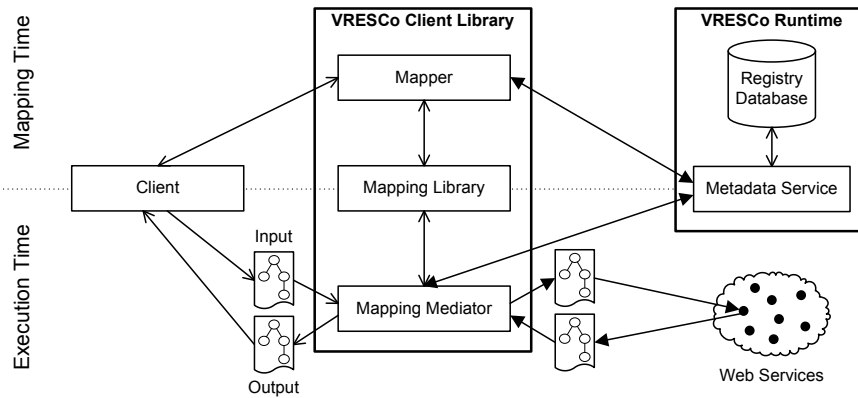 VRESCo Client Library
VRESCo Runtime
Mapping Time
Mapper
Registry
Database
Client
Mapping Library
Metadata Service
Execution Time
Input
Mapping Mediator
Output
Web Services